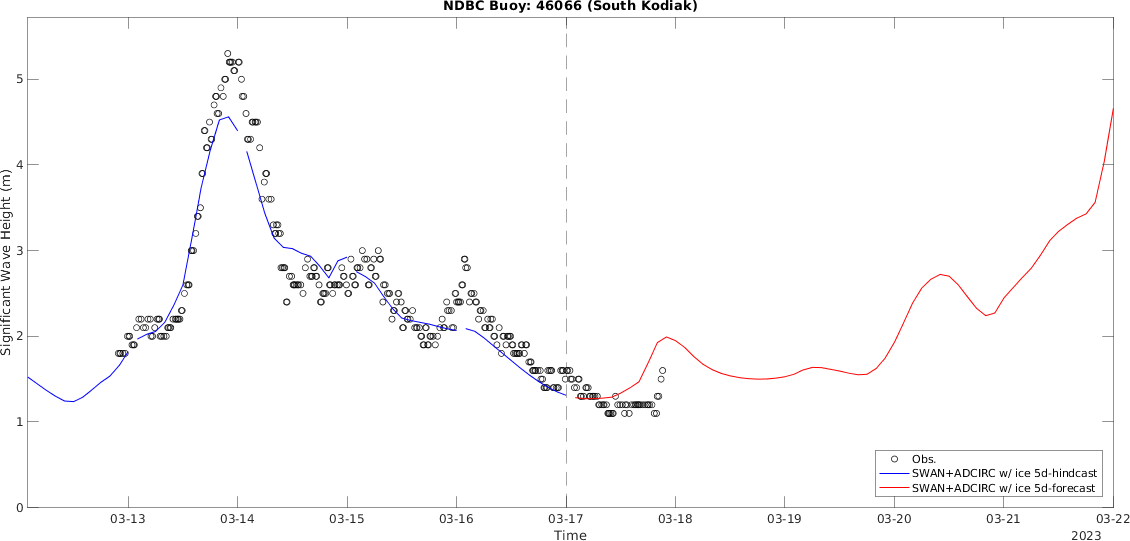 NDBC Buoy: 46066 (South Kodiak)
Significant Wave Height (m)
5
4
3
2
1
0
Obs.
SWAN+ADCIRC w/ ice 5d-hindcast
SWAN+ADCIRC w/ ice 5d-forecast
03-13 03-14 03-15 03-16 03-17 03-18 03-19 03-20 03-21 03-22
Time
2023